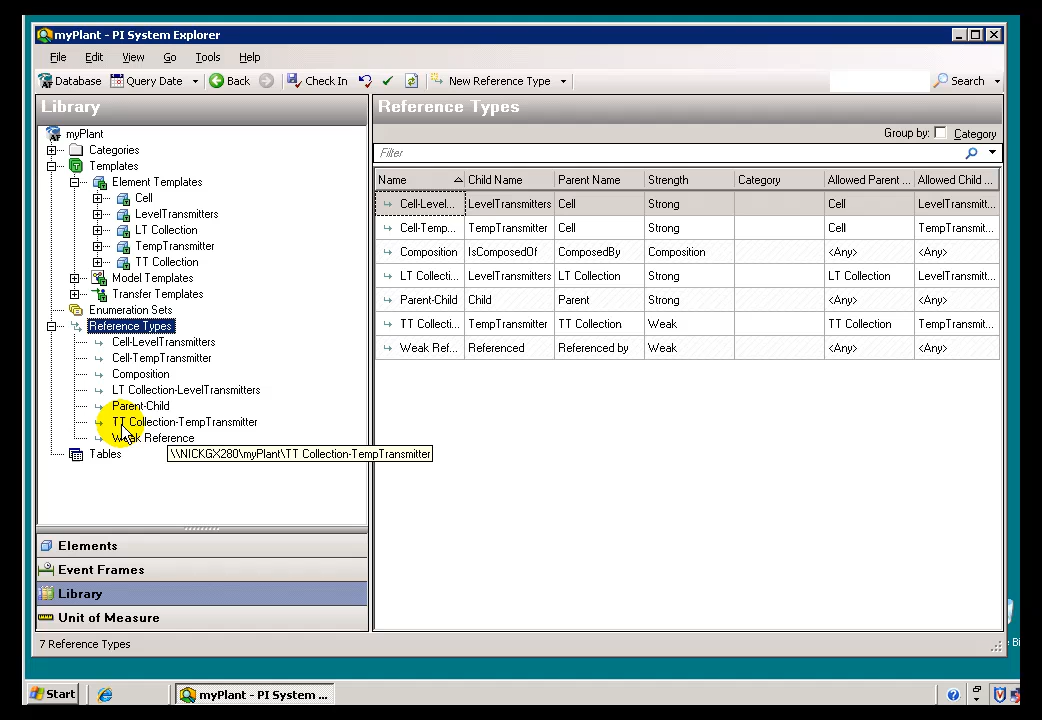 myPlant - PI System Explorer
File Edit View Go Tools Help
Database Query Date Back Check In New Reference Type Search
Library
Reference Types
myPlant
Categories
Templates
Element Templates
Cell
LevelTransmitters
LT Collection
TempTransmitter
TT Collection
Model Templates
Transfer Templates
Enumeration Sets
Reference Types
Cell-LevelTransmitters
Cell-TempTransmitter
Composition
LT Collection-LevelTransmitters
Parent-Child
TT Collection-TempTransmitter
Weak Reference
Tables
\\NICKGX280\myPlant\TT Collection-TempTransmitter
Group by: Category
Filter
Name Child Name Parent Name Strength Category Allowed Parent ... Allowed Child ...
Cell-Level... LevelTransmitters Cell Strong Cell LevelTransmitt...
Cell-Temp... TempTransmitter Cell Strong Cell TempTransmit...
Composition IsComposedOf ComposedBy Composition <Any> <Any>
LT Collecti... LevelTransmitters LT Collection Strong LT Collection LevelTransmitt...
Parent-Child Child Parent Strong <Any> <Any>
TT Collecti... TempTransmitter TT Collection Weak TT Collection TempTransmit...
Weak Ref... Referenced Referenced by Weak <Any> <Any>
Elements
Event Frames
Library
Unit of Measure
7 Reference Types
Start myPlant - PI System ...